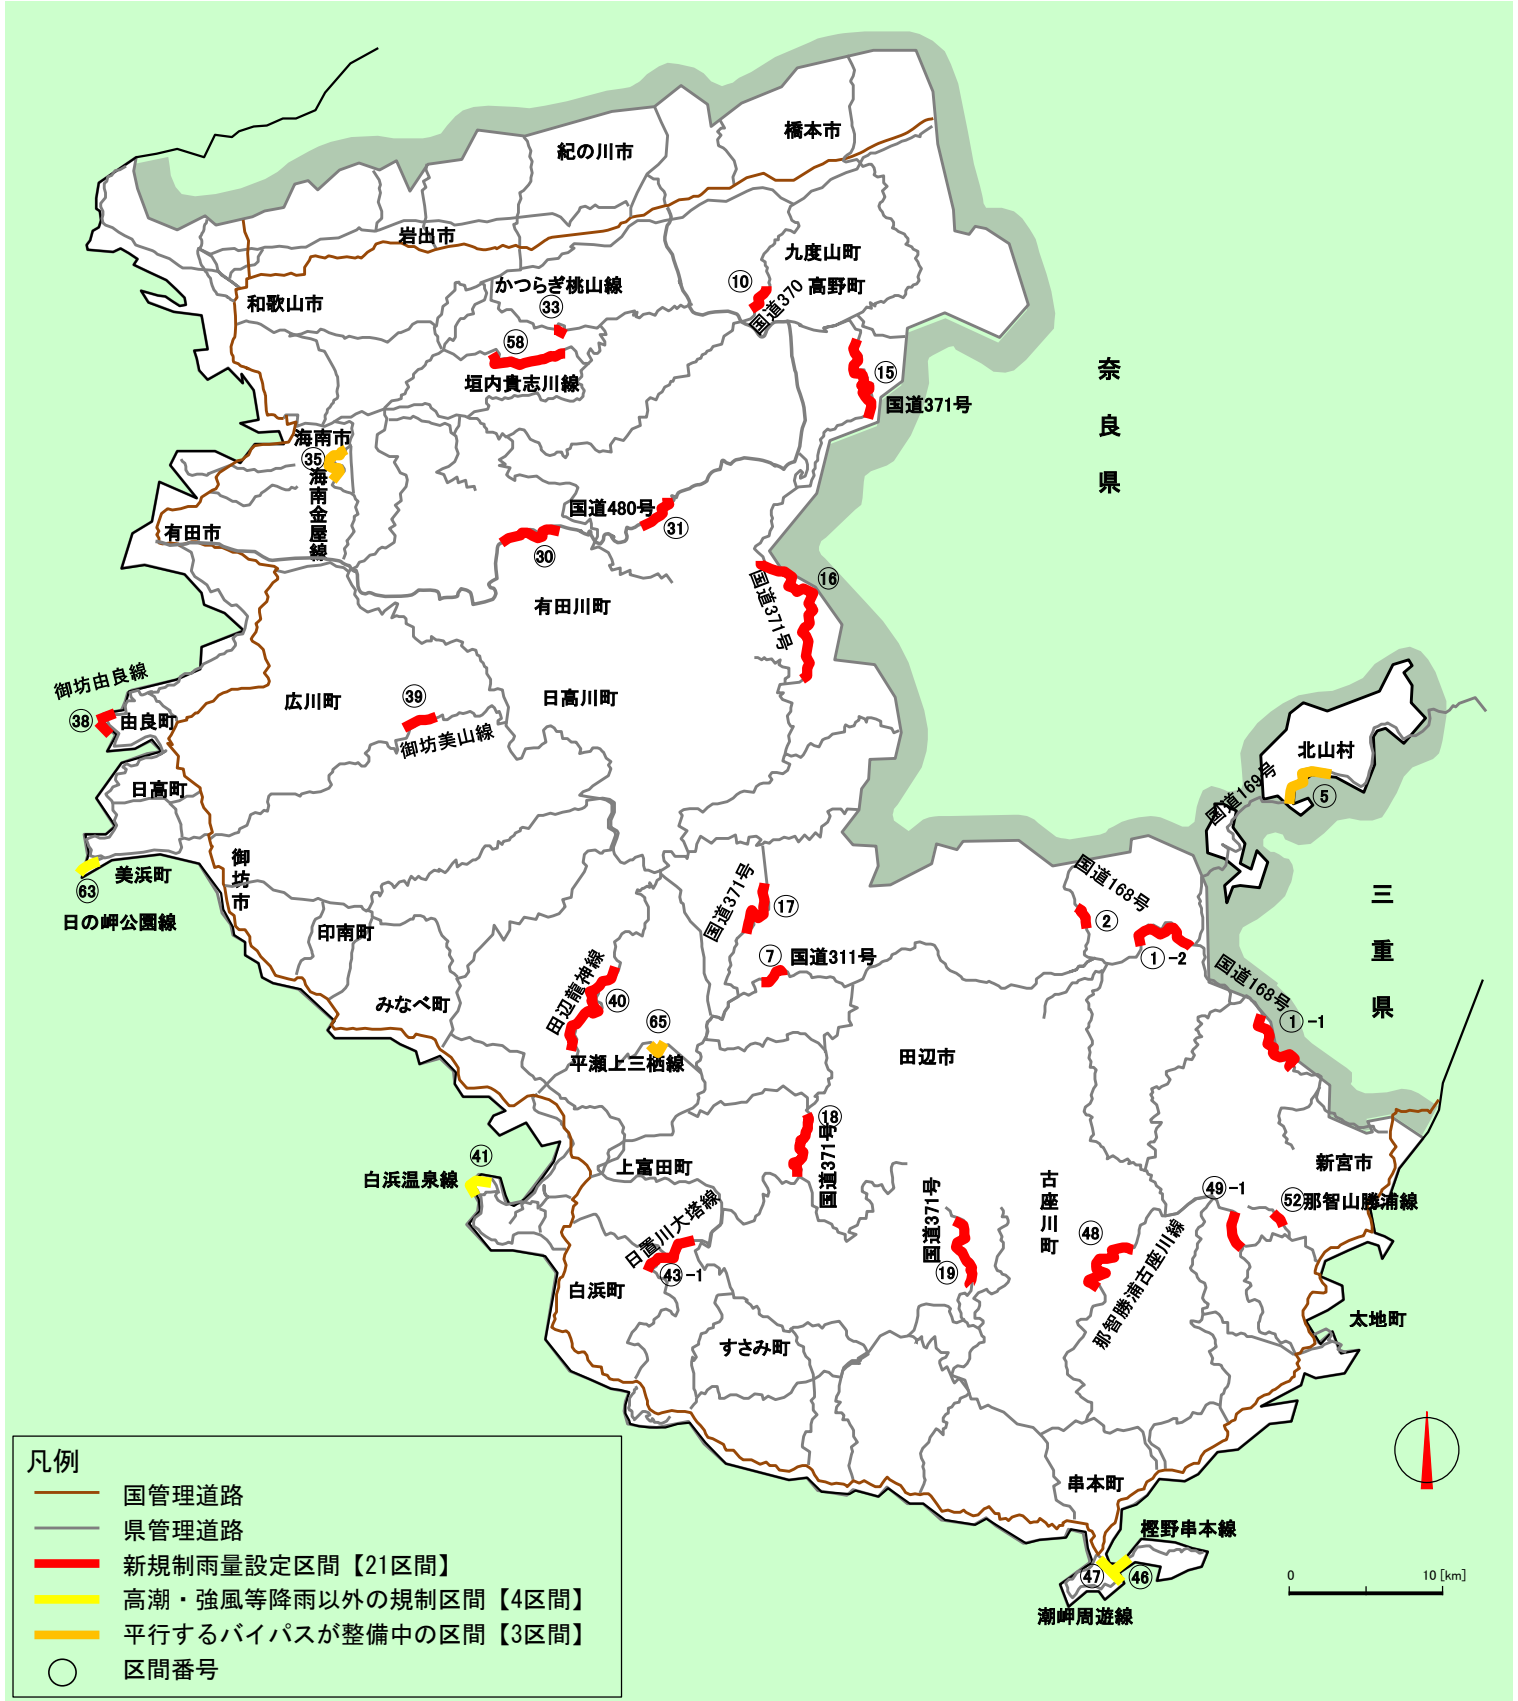 橋本市
紀の川市
岩出市
九度山町
かつらぎ桃山線
⑩
高野町
国道370
和歌山市
㉝
58
垣内貴志川線
⑮
国道371号
奈良県
海南市
㉟
海南金屋線
国道480号
㉛
有田市
㉚
有田川町
⑯
国道371号
御坊由良線
㊳
由良町
広川町
㊴
御坊美山線
日高川町
北山村
国道169号
⑤
日高町
御坊市
美浜町
63
日の岬公園線
国道371号
⑰
国道168号
②
①-2
三重県
印南町
⑦
国道311号
国道168号
①-1
みなべ町
田辺龍神線
㊵
65
平瀬上三栖線
田辺市
⑱
国道371号
㊶
白浜温泉線
上富田町
新宮市
古座川町
㊾-1
52
那智山勝浦線
日置川大塔線
㊸-1
国道371号
⑲
㊽
那智勝浦古座川線
白浜町
太地町
すさみ町
串本町
樫野串本線
㊼
㊻
潮岬周遊線
0
10 [km]
凡例
国管理道路
県管理道路
新規制雨量設定区間【21区間】
高潮・強風等降雨以外の規制区間【4区間】
平行するバイパスが整備中の区間【3区間】
区間番号